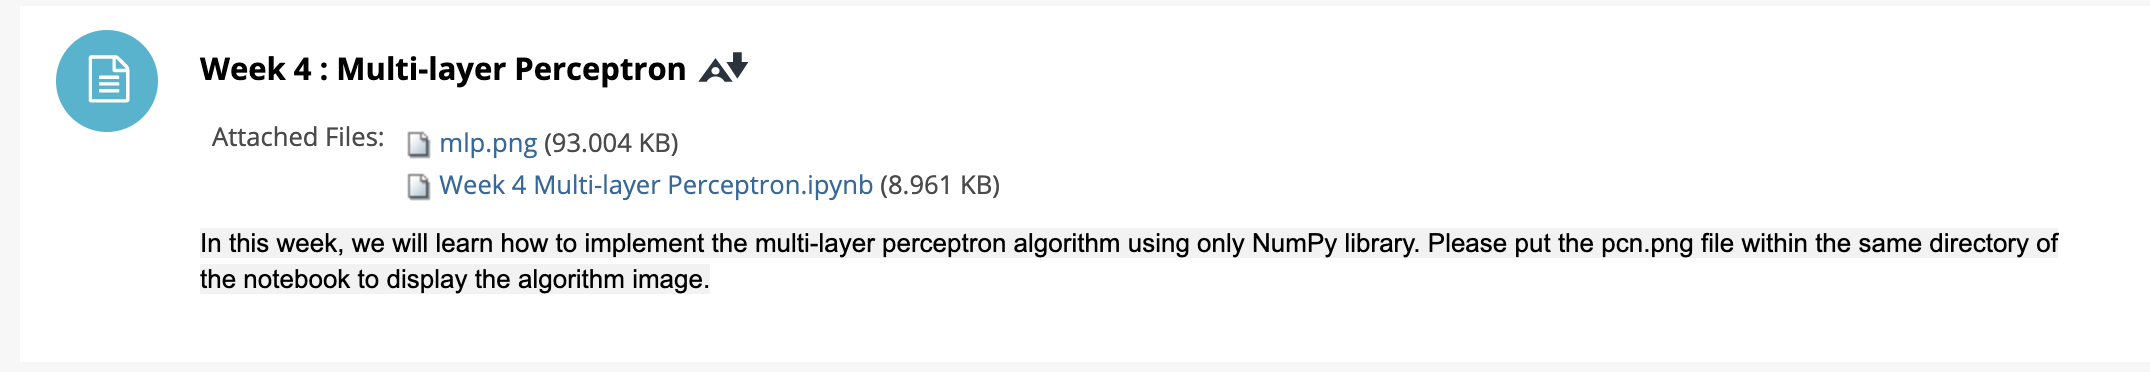 Week 4 : Multi-layer Perceptron
Attached Files:
mlp.png (93.004 KB)
Week 4 Multi-layer Perceptron.ipynb (8.961 KB)
In this week, we will learn how to implement the multi-layer perceptron algorithm using only NumPy library. Please put the pcn.png file within the same directory of
the notebook to display the algorithm image.